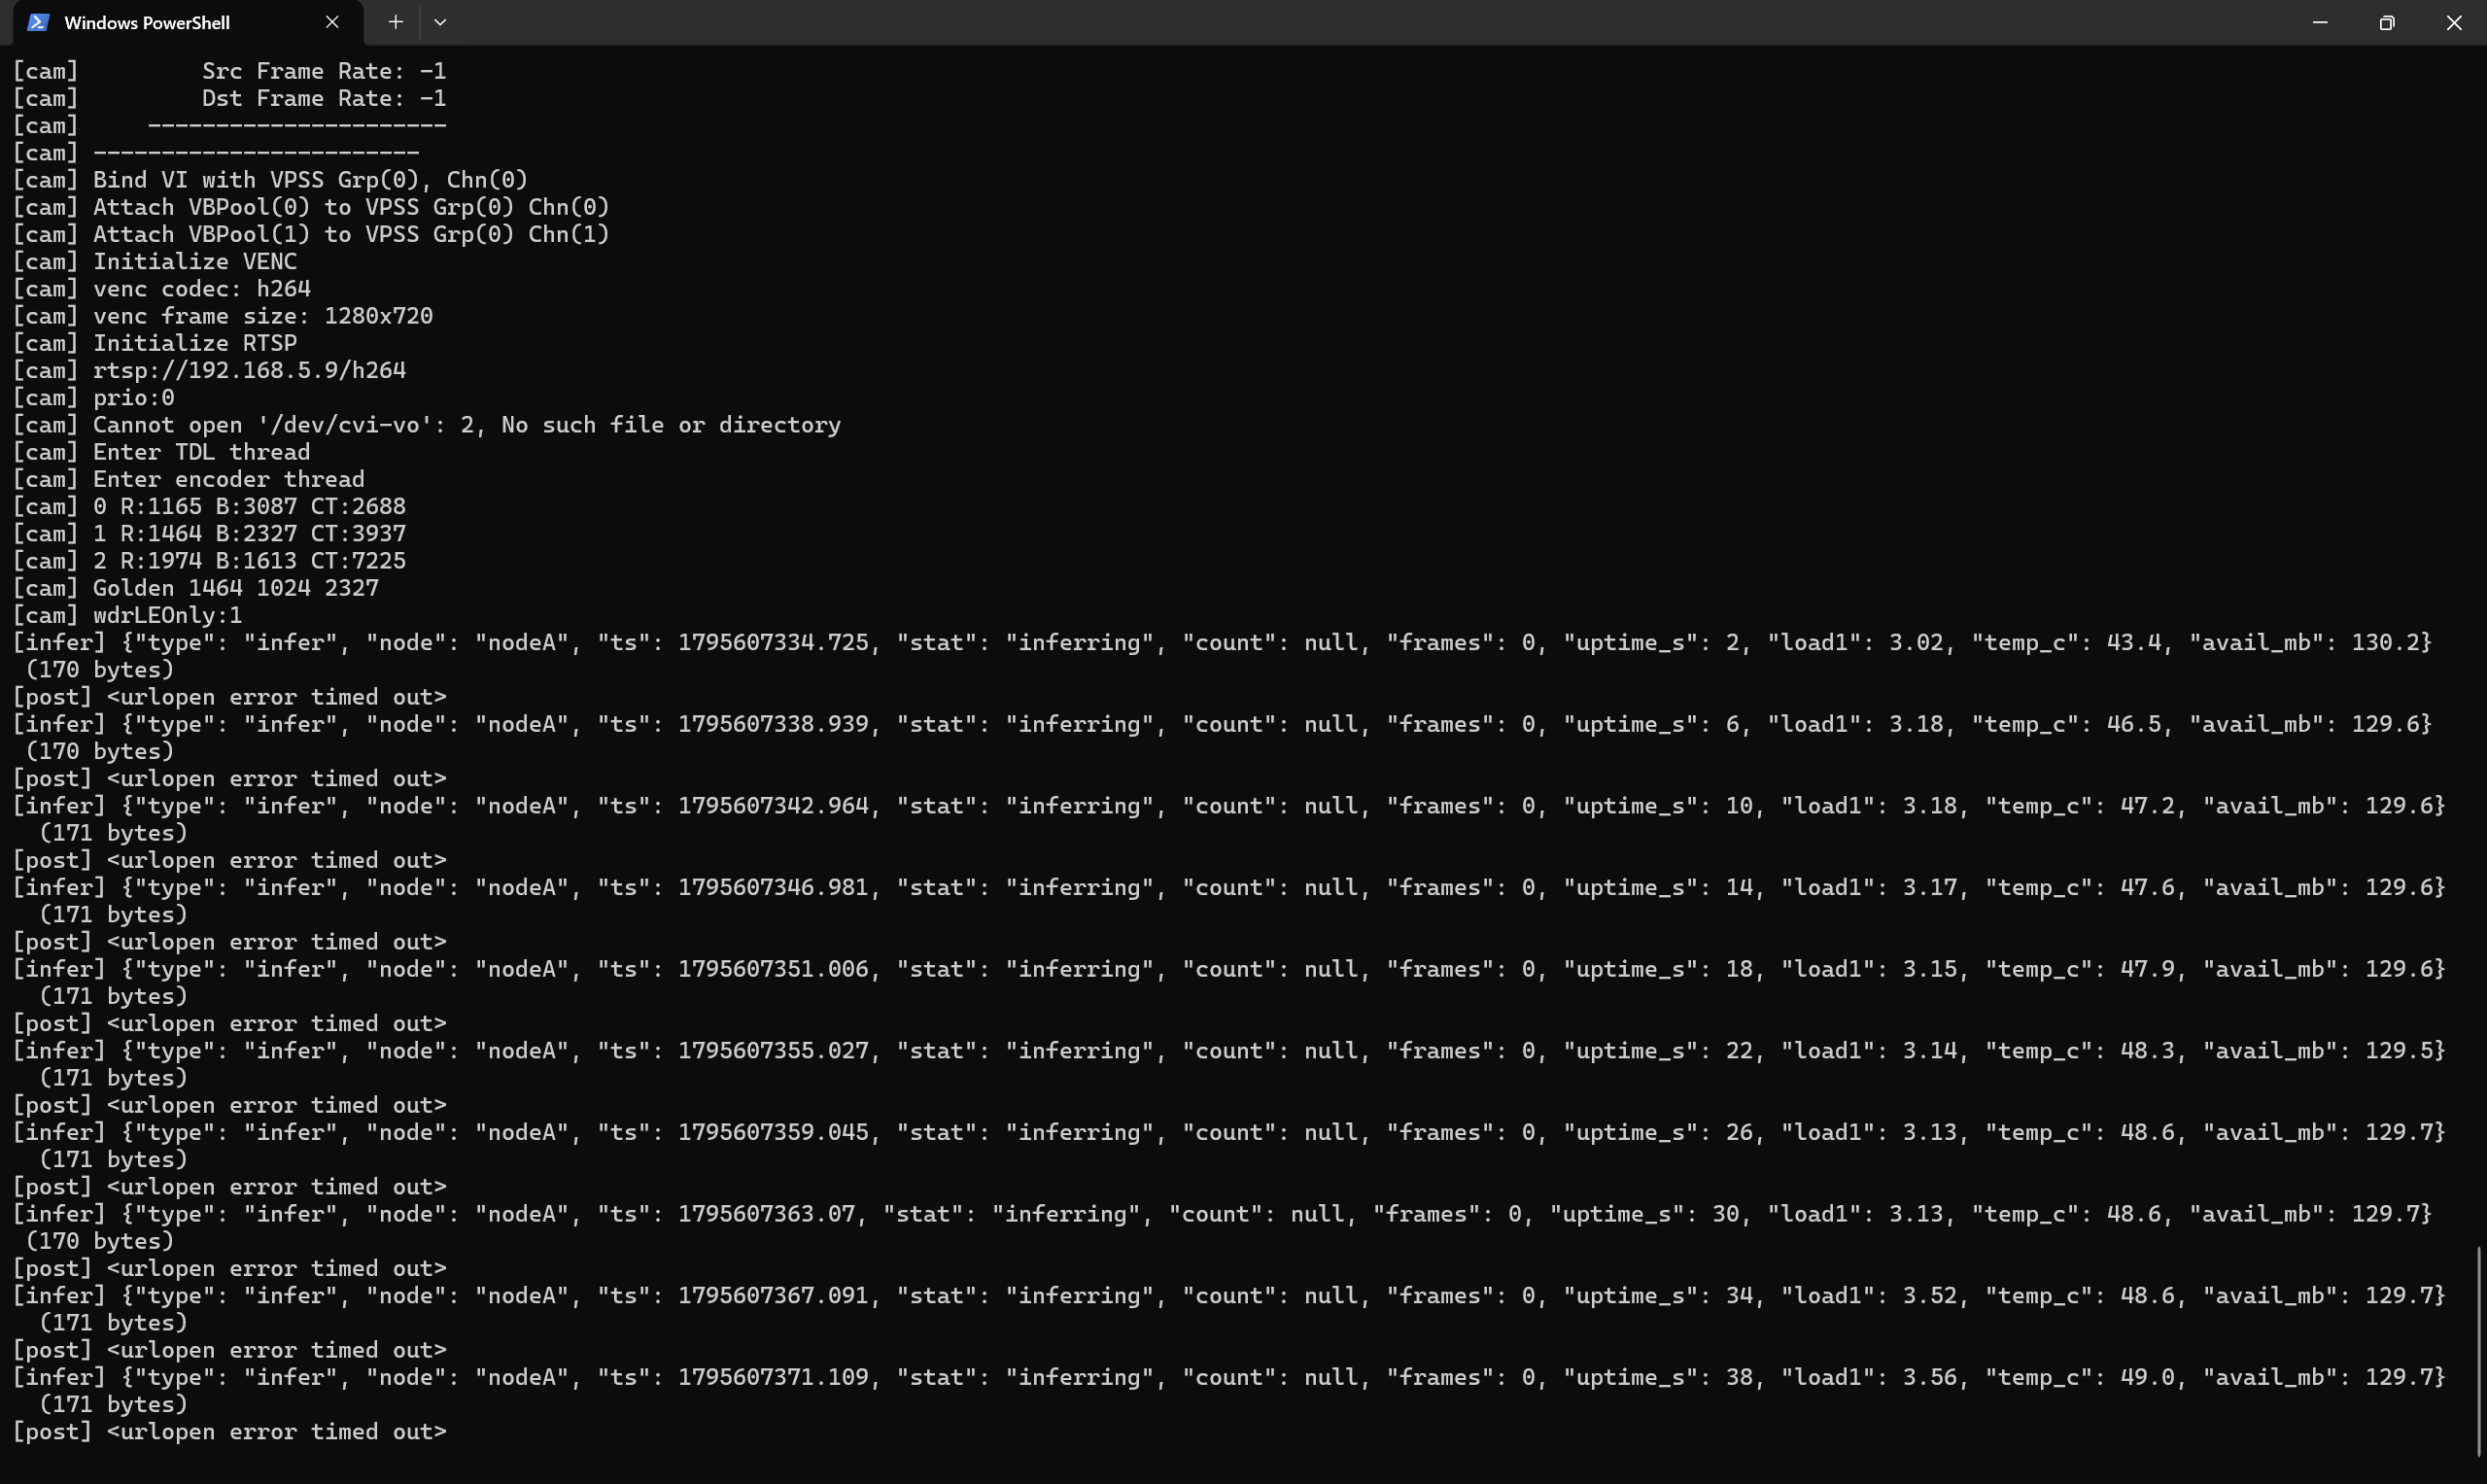 Windows PowerShell
[cam]         Src Frame Rate: -1
[cam]         Dst Frame Rate: -1
[cam]     ----------------------
[cam] ------------------------
[cam] Bind VI with VPSS Grp(0), Chn(0)
[cam] Attach VBPool(0) to VPSS Grp(0) Chn(0)
[cam] Attach VBPool(1) to VPSS Grp(0) Chn(1)
[cam] Initialize VENC
[cam] venc codec: h264
[cam] venc frame size: 1280x720
[cam] Initialize RTSP
[cam] rtsp://192.168.5.9/h264
[cam] prio:0
[cam] Cannot open '/dev/cvi-vo': 2, No such file or directory
[cam] Enter TDL thread
[cam] Enter encoder thread
[cam] 0 R:1165 B:3087 CT:2688
[cam] 1 R:1464 B:2327 CT:3937
[cam] 2 R:1974 B:1613 CT:7225
[cam] Golden 1464 1024 2327
[cam] wdrLEOnly:1
[infer] {"type": "infer", "node": "nodeA", "ts": 1795607334.725, "stat": "inferring", "count": null, "frames": 0, "uptime_s": 2, "load1": 3.02, "temp_c": 43.4, "avail_mb": 130.2}
 (170 bytes)
[post] <urlopen error timed out>
[infer] {"type": "infer", "node": "nodeA", "ts": 1795607338.939, "stat": "inferring", "count": null, "frames": 0, "uptime_s": 6, "load1": 3.18, "temp_c": 46.5, "avail_mb": 129.6}
 (170 bytes)
[post] <urlopen error timed out>
[infer] {"type": "infer", "node": "nodeA", "ts": 1795607342.964, "stat": "inferring", "count": null, "frames": 0, "uptime_s": 10, "load1": 3.18, "temp_c": 47.2, "avail_mb": 129.6}
  (171 bytes)
[post] <urlopen error timed out>
[infer] {"type": "infer", "node": "nodeA", "ts": 1795607346.981, "stat": "inferring", "count": null, "frames": 0, "uptime_s": 14, "load1": 3.17, "temp_c": 47.6, "avail_mb": 129.6}
  (171 bytes)
[post] <urlopen error timed out>
[infer] {"type": "infer", "node": "nodeA", "ts": 1795607351.006, "stat": "inferring", "count": null, "frames": 0, "uptime_s": 18, "load1": 3.15, "temp_c": 47.9, "avail_mb": 129.6}
  (171 bytes)
[post] <urlopen error timed out>
[infer] {"type": "infer", "node": "nodeA", "ts": 1795607355.027, "stat": "inferring", "count": null, "frames": 0, "uptime_s": 22, "load1": 3.14, "temp_c": 48.3, "avail_mb": 129.5}
  (171 bytes)
[post] <urlopen error timed out>
[infer] {"type": "infer", "node": "nodeA", "ts": 1795607359.045, "stat": "inferring", "count": null, "frames": 0, "uptime_s": 26, "load1": 3.13, "temp_c": 48.6, "avail_mb": 129.7}
  (171 bytes)
[post] <urlopen error timed out>
[infer] {"type": "infer", "node": "nodeA", "ts": 1795607363.07, "stat": "inferring", "count": null, "frames": 0, "uptime_s": 30, "load1": 3.13, "temp_c": 48.6, "avail_mb": 129.7}
 (170 bytes)
[post] <urlopen error timed out>
[infer] {"type": "infer", "node": "nodeA", "ts": 1795607367.091, "stat": "inferring", "count": null, "frames": 0, "uptime_s": 34, "load1": 3.52, "temp_c": 48.6, "avail_mb": 129.7}
  (171 bytes)
[post] <urlopen error timed out>
[infer] {"type": "infer", "node": "nodeA", "ts": 1795607371.109, "stat": "inferring", "count": null, "frames": 0, "uptime_s": 38, "load1": 3.56, "temp_c": 49.0, "avail_mb": 129.7}
  (171 bytes)
[post] <urlopen error timed out>